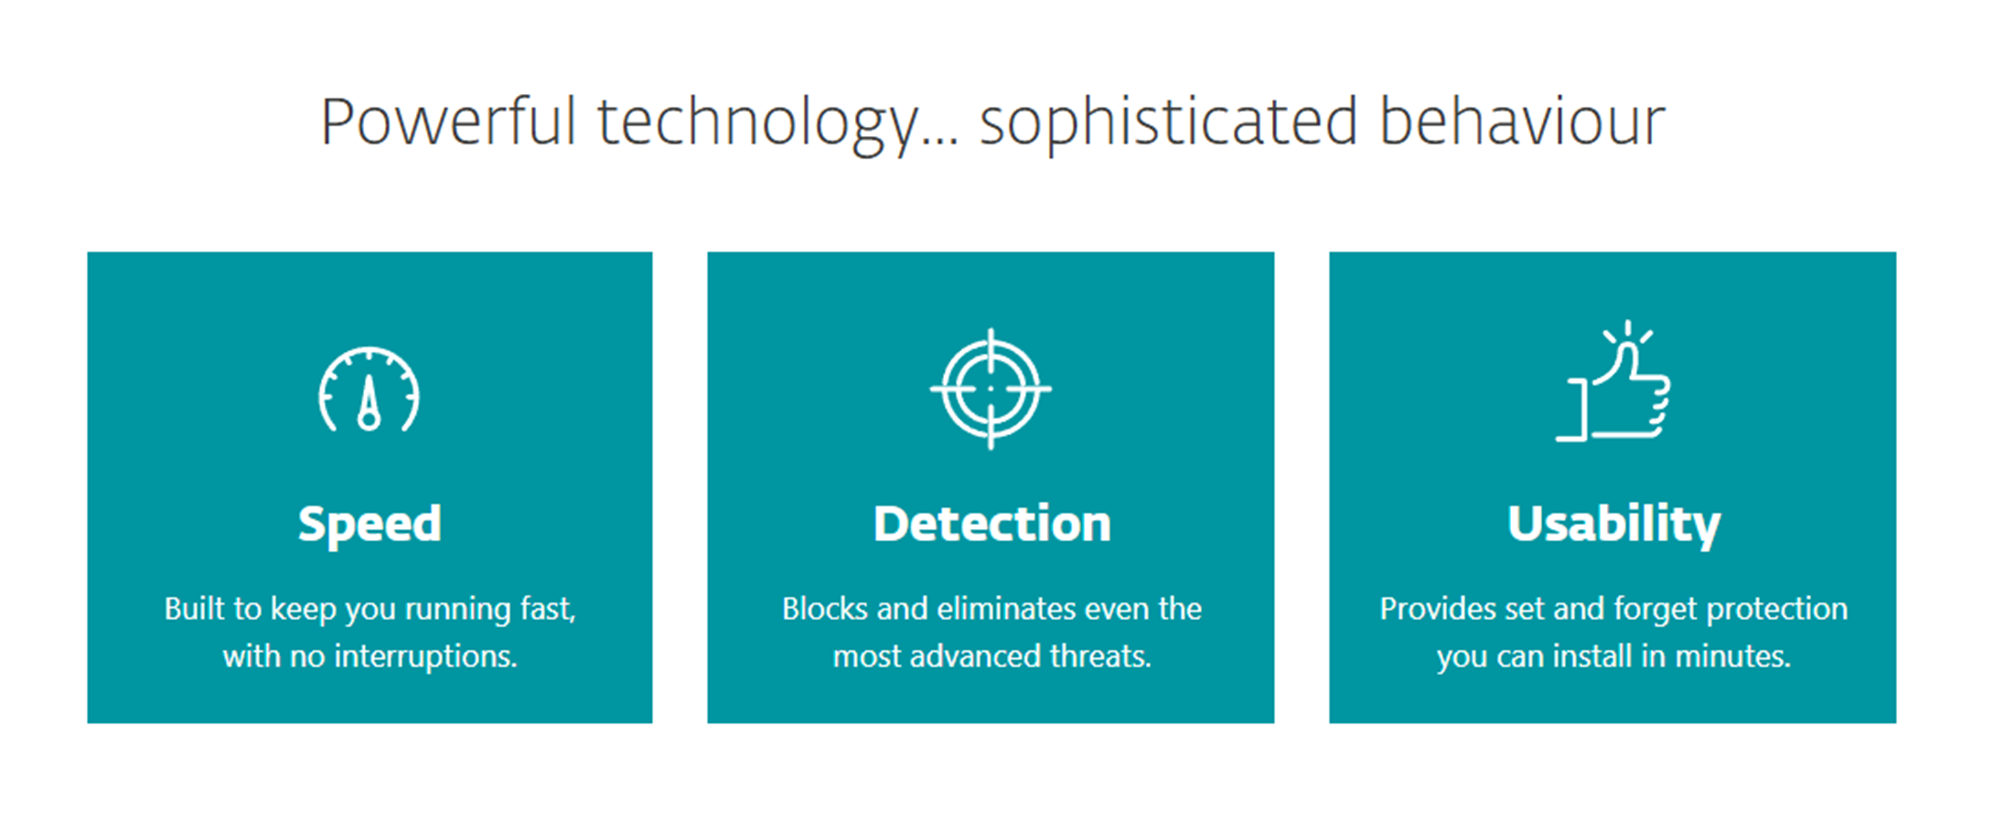 Powerful technology... sophisticated behaviour
Speed
Built to keep you running fast,
with no interruptions.
Detection
Blocks and eliminates even the
most advanced threats.
Usability
Provides set and forget protection
you can install in minutes.